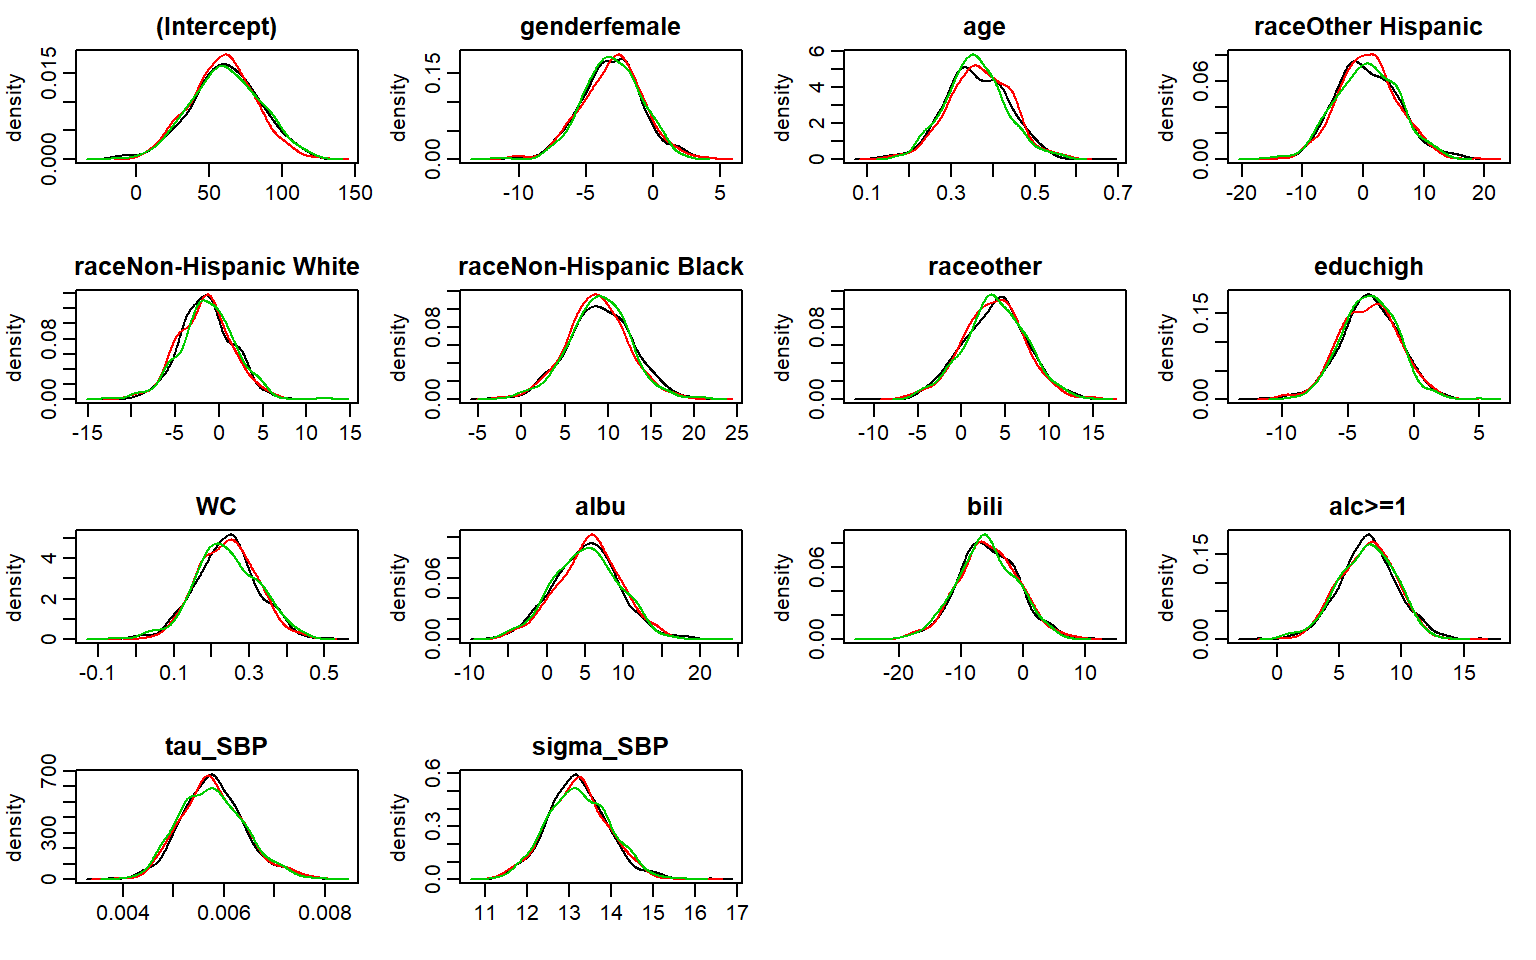 (Intercept) genderfemale age raceOther Hispanic
density 0.000 0.015 density 0.00 0.15 density 0 2 4 6 density 0.00 0.06
0 50 100 150 -10 -5 0 5 0.1 0.3 0.5 0.7 -20 -10 0 10 20
raceNon-Hispanic White raceNon-Hispanic Black raceother educhigh
density 0.00 0.08 density 0.00 0.08 density 0.00 0.08 density 0.00 0.15
-15 -5 0 5 10 15 -5 0 5 10 15 20 25 -10 -5 0 5 10 15 -10 -5 0 5
WC albu bili alc>=1
density 0 2 4 density 0.00 0.06 density 0.00 0.06 density 0.00 0.15
-0.1 0.1 0.3 0.5 -10 0 5 10 20 -20 -10 0 10 0 5 10 15
tau_SBP sigma_SBP
density 0 300 700 density 0.0 0.3 0.6
0.004 0.006 0.008 11 12 13 14 15 16 17